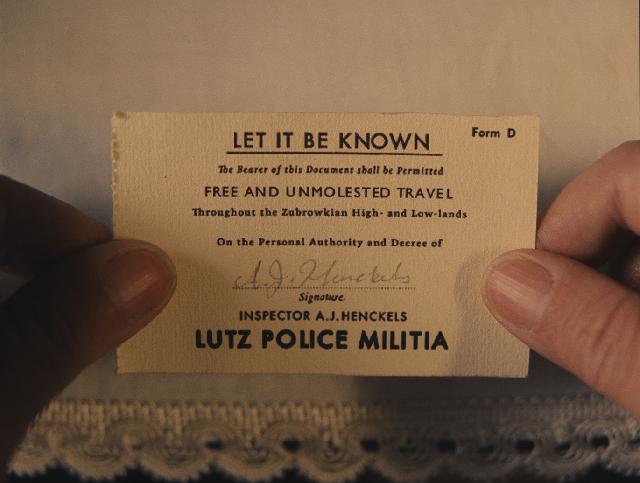 Form D
LET IT BE KNOWN
The Bearer of this Document shall be Permitted
FREE AND UNMOLESTED TRAVEL
Throughout the Zubrowkian High- and Low-lands
On the Personal Authority and Decree of
A.J. Henckels
Signature
INSPECTOR A.J. HENCKELS
LUTZ POLICE MILITIA